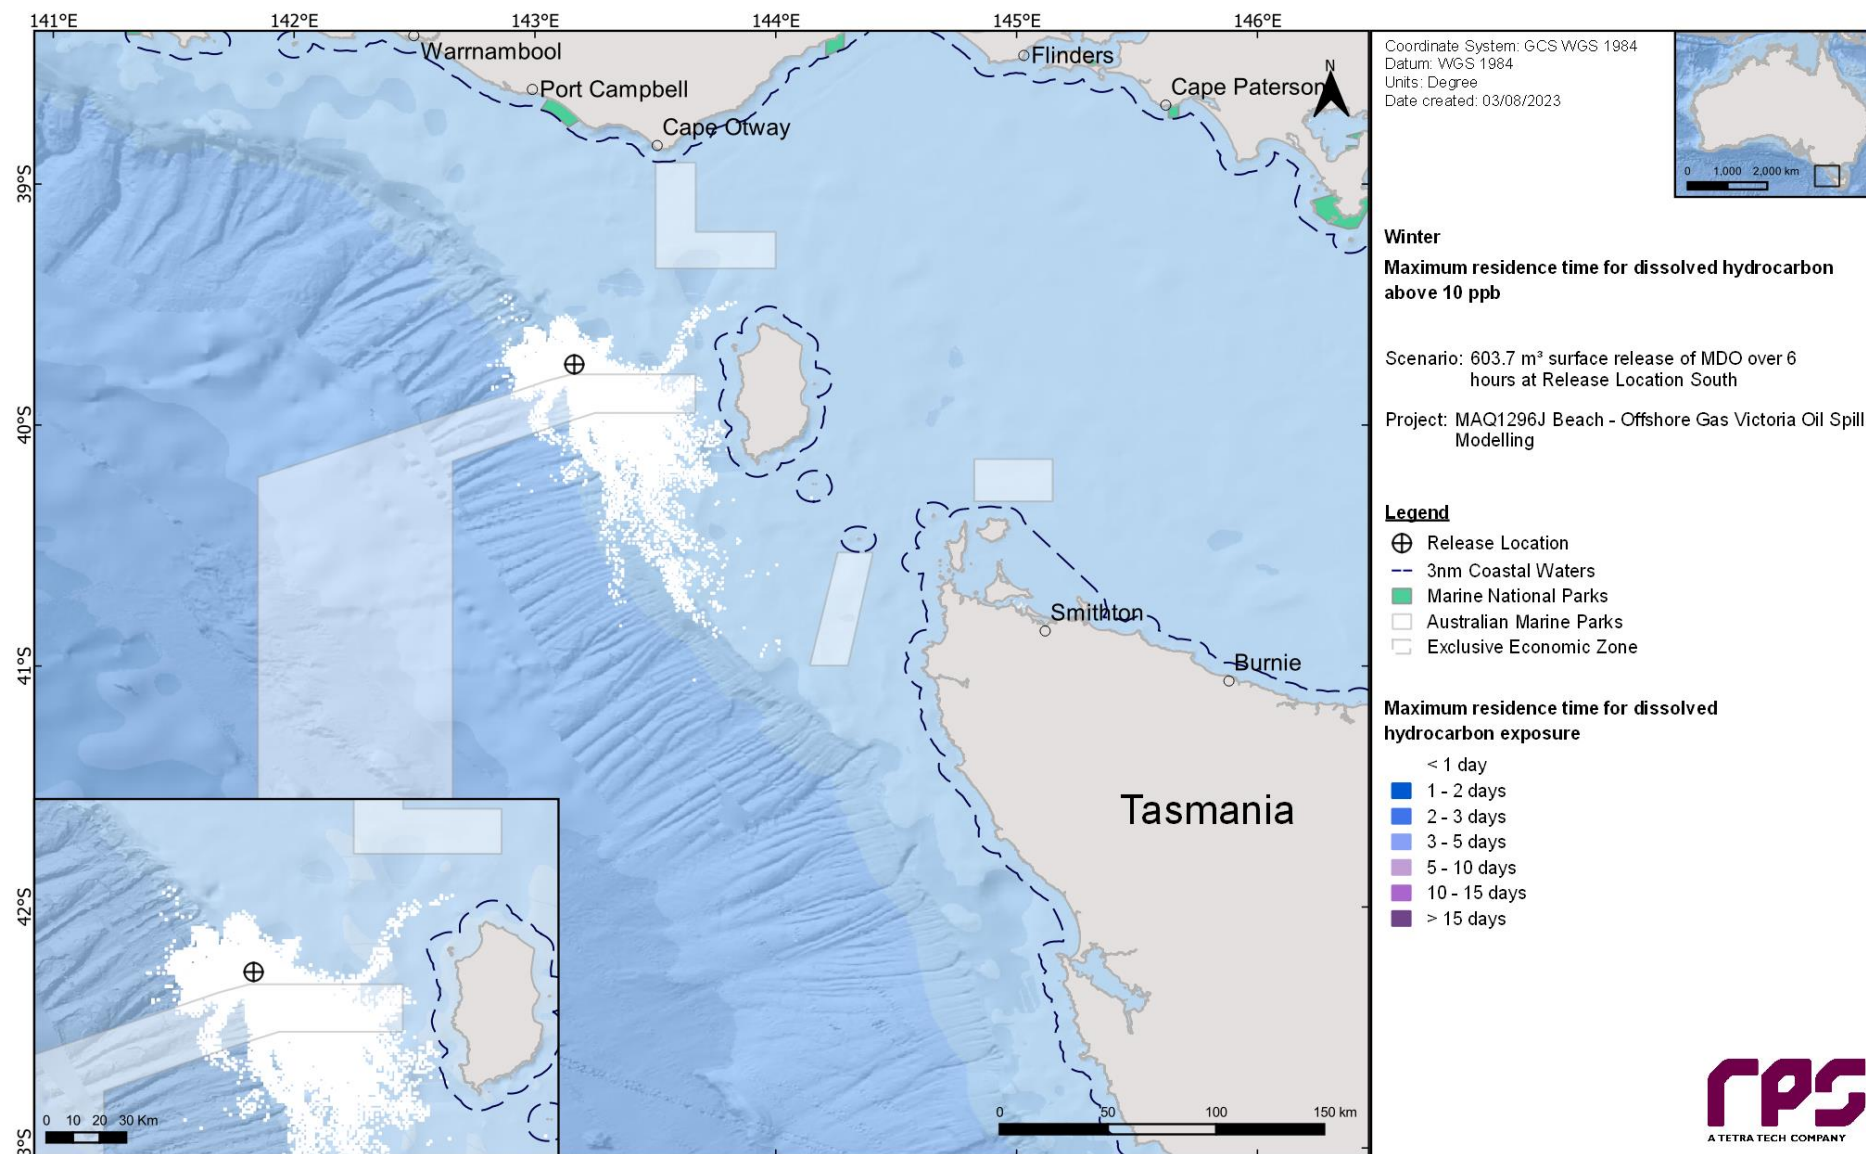 141°E
142°E
143°E
144°E
145°E
146°E
Warrnambool
Port Campbell
Cape Otway
Flinders
Cape Paterson
N
39°S
40°S
41°S
42°S
3°S
Smithton
Burnie
Tasmania
0 10 20 30 Km
0 50 100 150 km
Coordinate System: GCS WGS 1984
Datum: WGS 1984
Units: Degree
Date created: 03/08/2023
0 1,000 2,000 km
Winter
Maximum residence time for dissolved hydrocarbon
above 10 ppb
Scenario: 603.7 m³ surface release of MDO over 6
hours at Release Location South
Project: MAQ1296J Beach - Offshore Gas Victoria Oil Spill
Modelling
Legend
Release Location
3nm Coastal Waters
Marine National Parks
Australian Marine Parks
Exclusive Economic Zone
Maximum residence time for dissolved
hydrocarbon exposure
< 1 day
1 - 2 days
2 - 3 days
3 - 5 days
5 - 10 days
10 - 15 days
> 15 days
rps
A TETRA TECH COMPANY